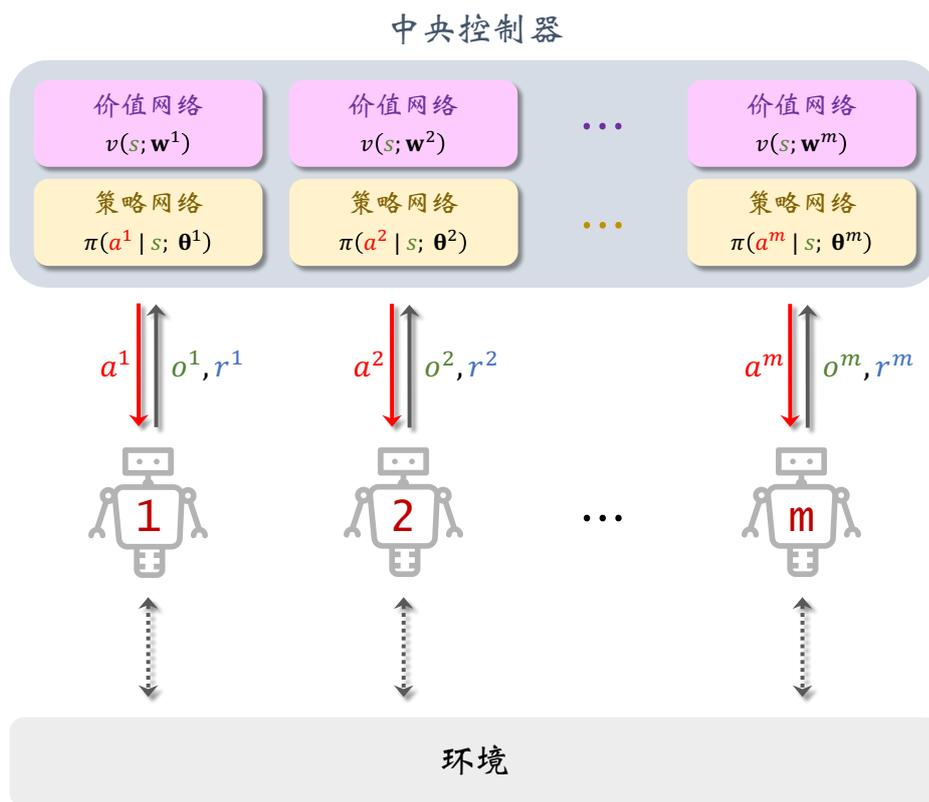 中央控制器
价值网络 价值网络 价值网络
v(s; w¹) v(s; w²) ··· v(s; wᵐ)
策略网络 策略网络 策略网络
π(a¹ | s; θ¹) π(a² | s; θ²) ··· π(aᵐ | s; θᵐ)
a¹ o¹, r¹ a² o², r² aᵐ oᵐ, rᵐ
1 2 ··· m
环境